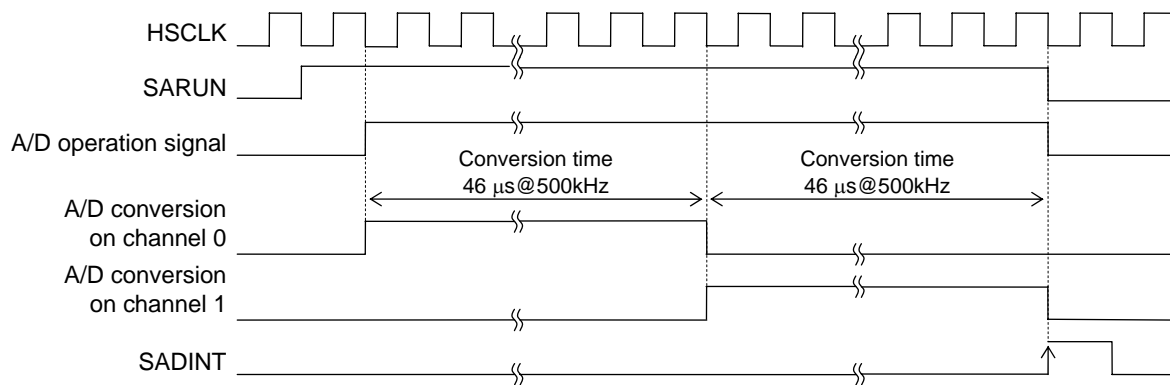 HSCLK
SARUN
A/D operation signal
Conversion time
46 μs@500kHz
Conversion time
46 μs@500kHz
A/D conversion
on channel 0
A/D conversion
on channel 1
SADINT